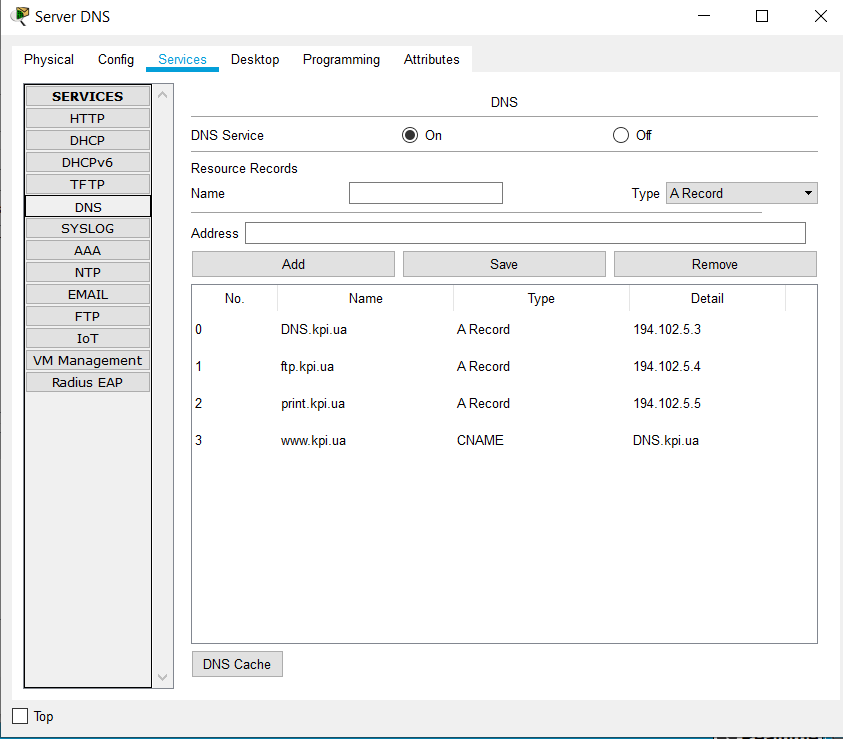 Server DNS
Physical Config Services Desktop Programming Attributes
SERVICES
HTTP
DHCP
DHCPv6
TFTP
DNS
SYSLOG
AAA
NTP
EMAIL
FTP
IoT
VM Management
Radius EAP
DNS
DNS Service On Off
Resource Records
Name Type A Record
Address
Add Save Remove
No. Name Type Detail
0 DNS.kpi.ua A Record 194.102.5.3
1 ftp.kpi.ua A Record 194.102.5.4
2 print.kpi.ua A Record 194.102.5.5
3 www.kpi.ua CNAME DNS.kpi.ua
DNS Cache
Top